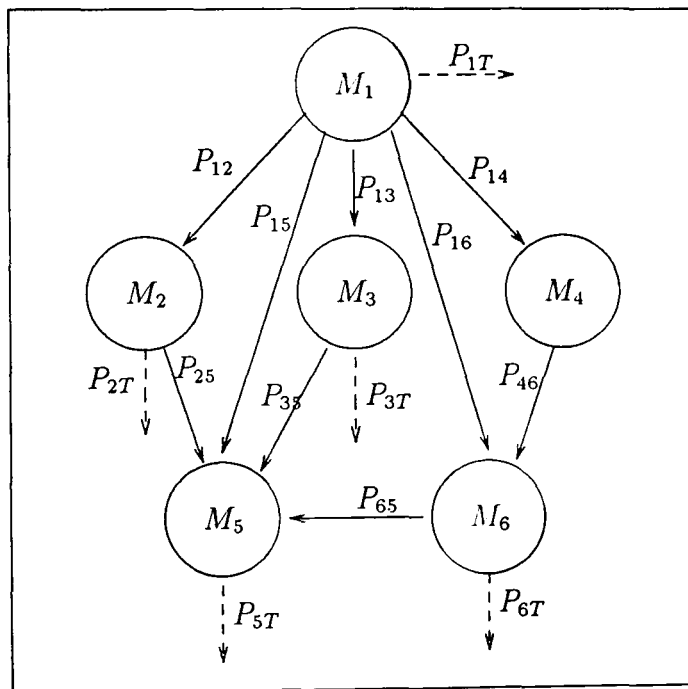 M₁
P₁T
P₁₂
P₁₅
P₁₃
P₁₆
P₁₄
M₂
M₃
M₄
P₂T
P₂₅
P₃₅
P₃T
P₄₆
M₅
P₆₅
M₆
P₅T
P₆T